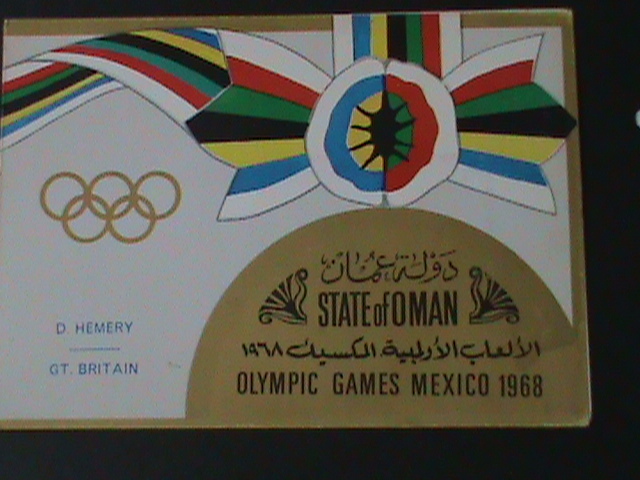 دولة عمان
STATE of OMAN
الألعاب الأولمبية المكسيك ١٩٦٨
OLYMPIC GAMES MEXICO 1968
D. HEMERY
GT. BRITAIN